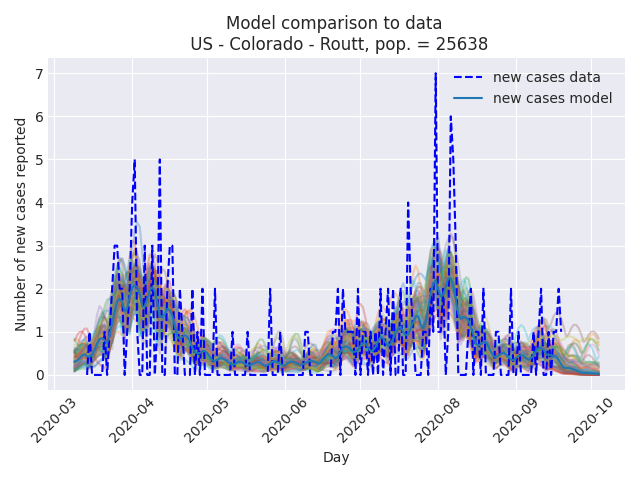 Model comparison to data
US - Colorado - Routt, pop. = 25638
new cases data
new cases model
Number of new cases reported
7
6
5
4
3
2
1
0
2020-03
2020-04
2020-05
2020-06
2020-07
2020-08
2020-09
2020-10
Day